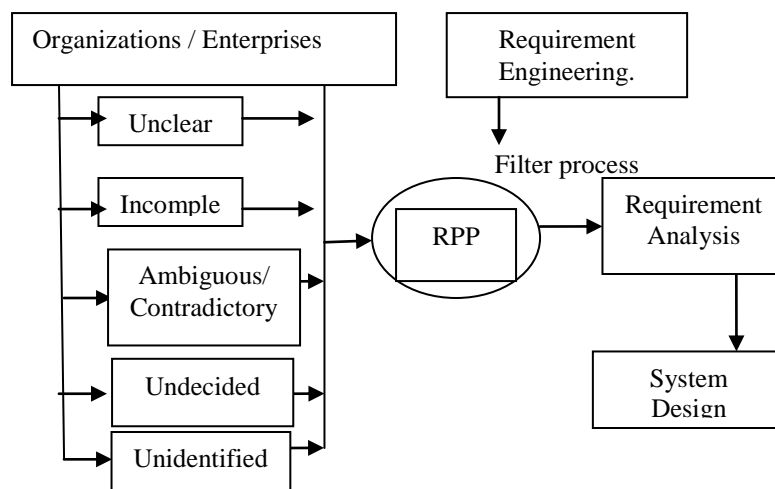 Organizations / Enterprises
Requirement
Engineering.
Unclear
Filter process
Incomple
RPP
Requirement
Analysis
Ambiguous/
Contradictory
Undecided
System
Design
Unidentified